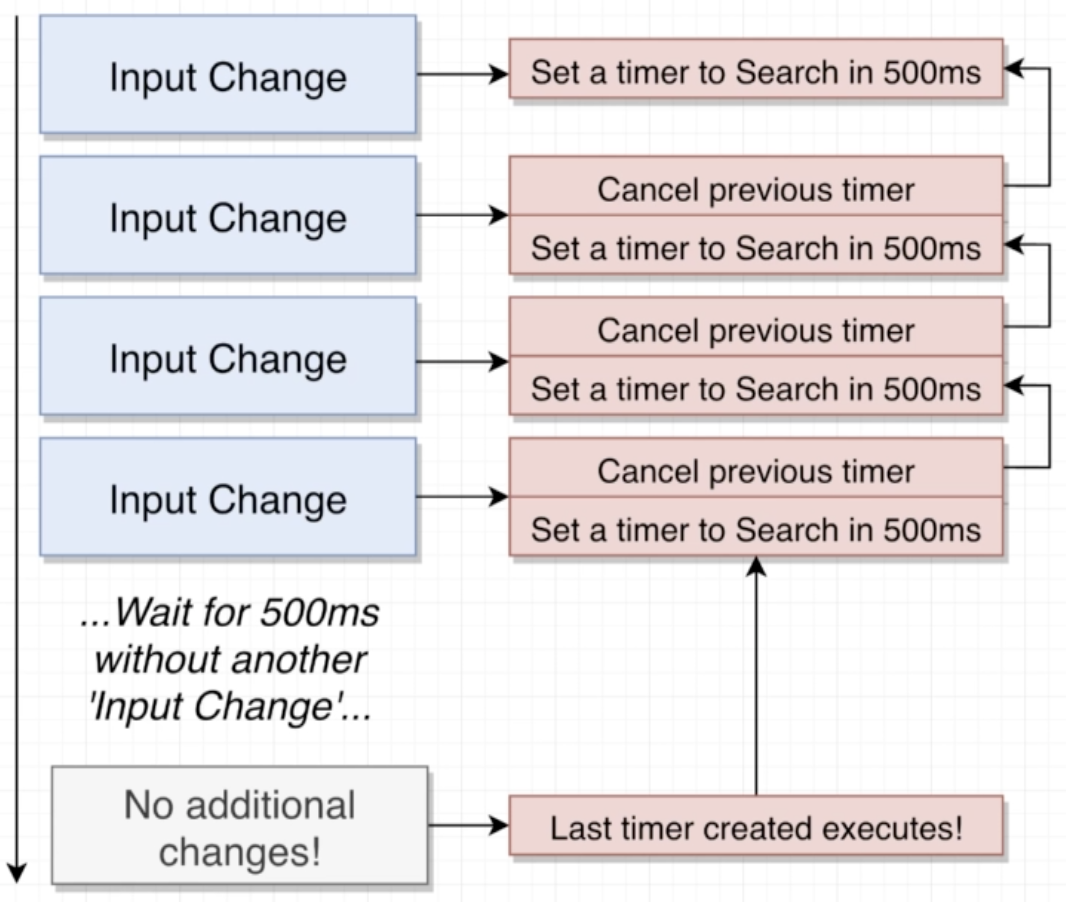 Input Change
Set a timer to Search in 500ms
Input Change
Cancel previous timer
Set a timer to Search in 500ms
Input Change
Cancel previous timer
Set a timer to Search in 500ms
Input Change
Cancel previous timer
Set a timer to Search in 500ms
...Wait for 500ms
without another
'Input Change'...
No additional
changes!
Last timer created executes!